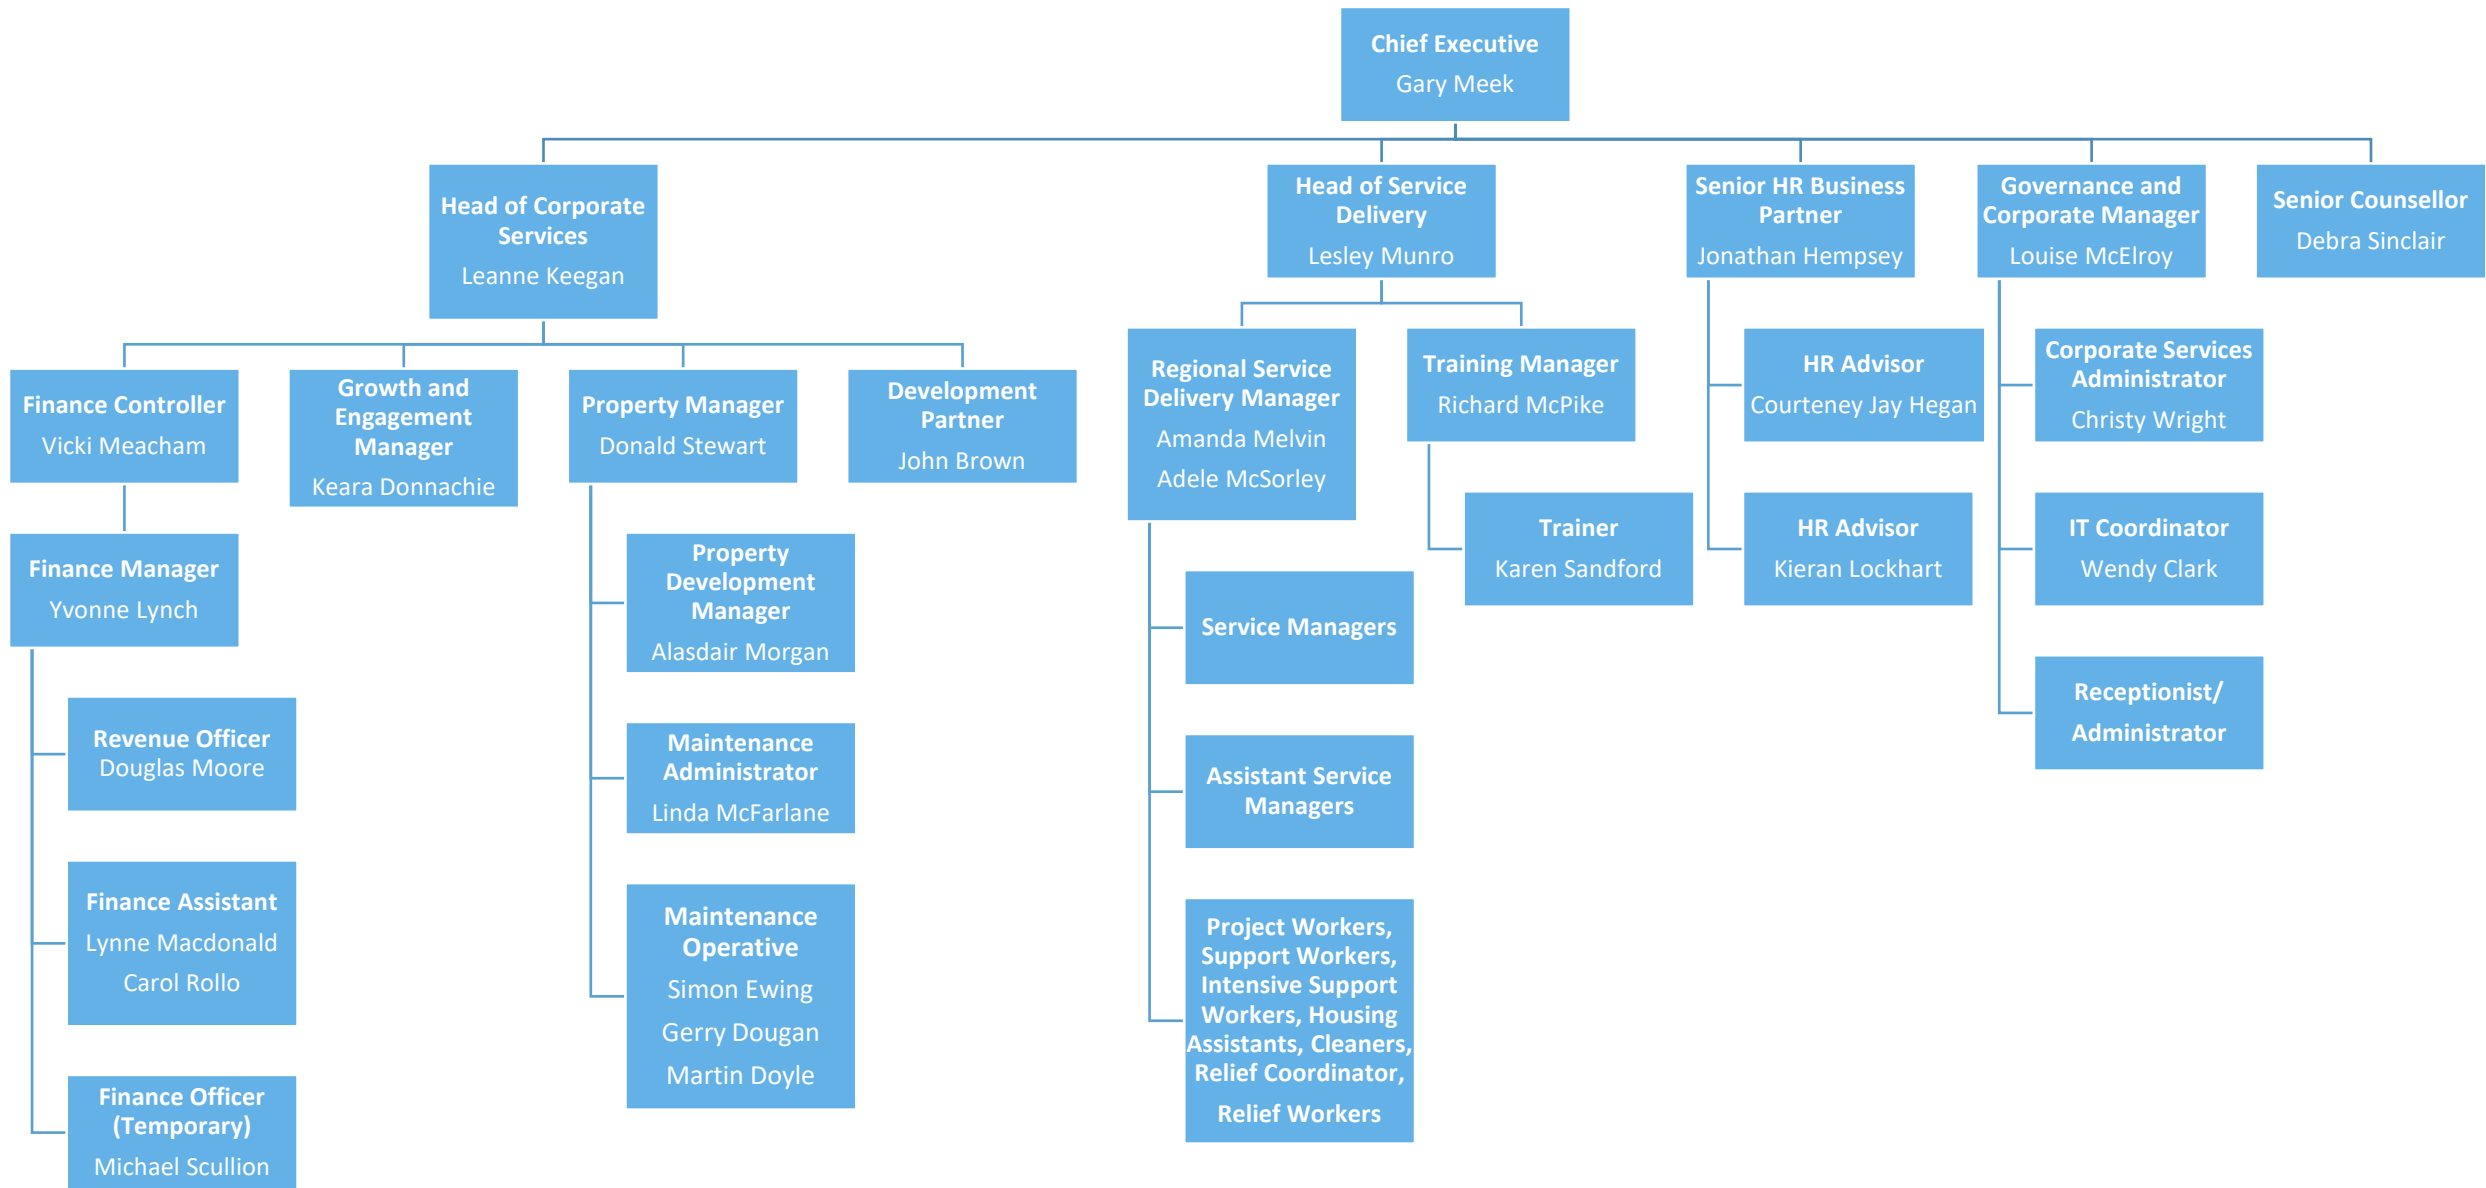 Chief Executive
Gary Meek
Head of Corporate
Services
Leanne Keegan
Head of Service
Delivery
Lesley Munro
Senior HR Business
Partner
Jonathan Hempsey
Governance and
Corporate Manager
Louise McElroy
Senior Counsellor
Debra Sinclair
Finance Controller
Vicki Meacham
Growth and
Engagement
Manager
Keara Donnachie
Property Manager
Donald Stewart
Development
Partner
John Brown
Regional Service
Delivery Manager
Amanda Melvin
Adele McSorley
Training Manager
Richard McPike
HR Advisor
Courteney Jay Hegan
Corporate Services
Administrator
Christy Wright
Finance Manager
Yvonne Lynch
Property
Development
Manager
Alasdair Morgan
Trainer
Karen Sandford
HR Advisor
Kieran Lockhart
IT Coordinator
Wendy Clark
Service Managers
Receptionist/
Administrator
Revenue Officer
Douglas Moore
Maintenance
Administrator
Linda McFarlane
Assistant Service
Managers
Finance Assistant
Lynne Macdonald
Carol Rollo
Maintenance
Operative
Simon Ewing
Gerry Dougan
Martin Doyle
Project Workers,
Support Workers,
Intensive Support
Workers, Housing
Assistants, Cleaners,
Relief Coordinator,
Relief Workers
Finance Officer
(Temporary)
Michael Scullion